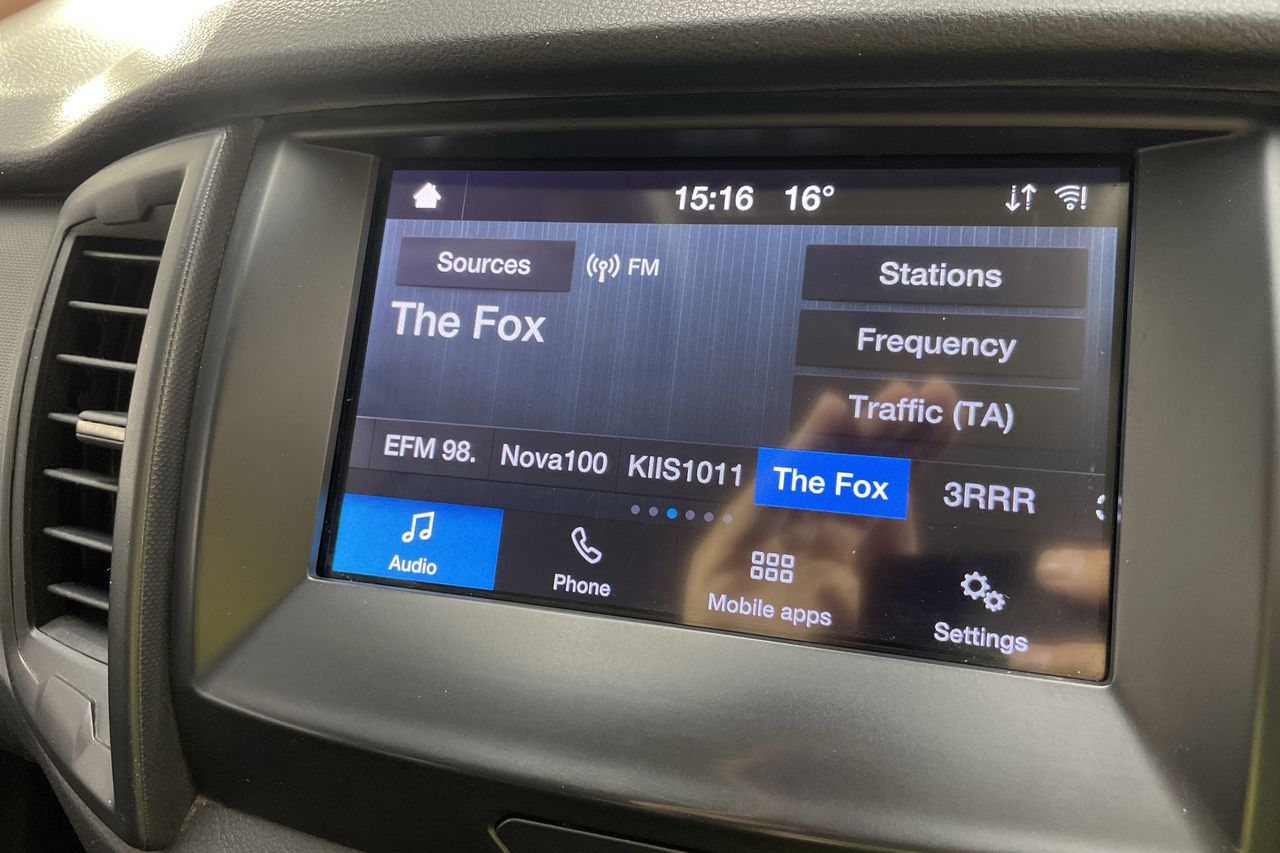 15:16 16°
Sources FM
Stations
The Fox
Frequency
Traffic (TA)
EFM 98. Nova100 KIIS1011 The Fox 3RRR
Audio Phone Mobile apps Settings